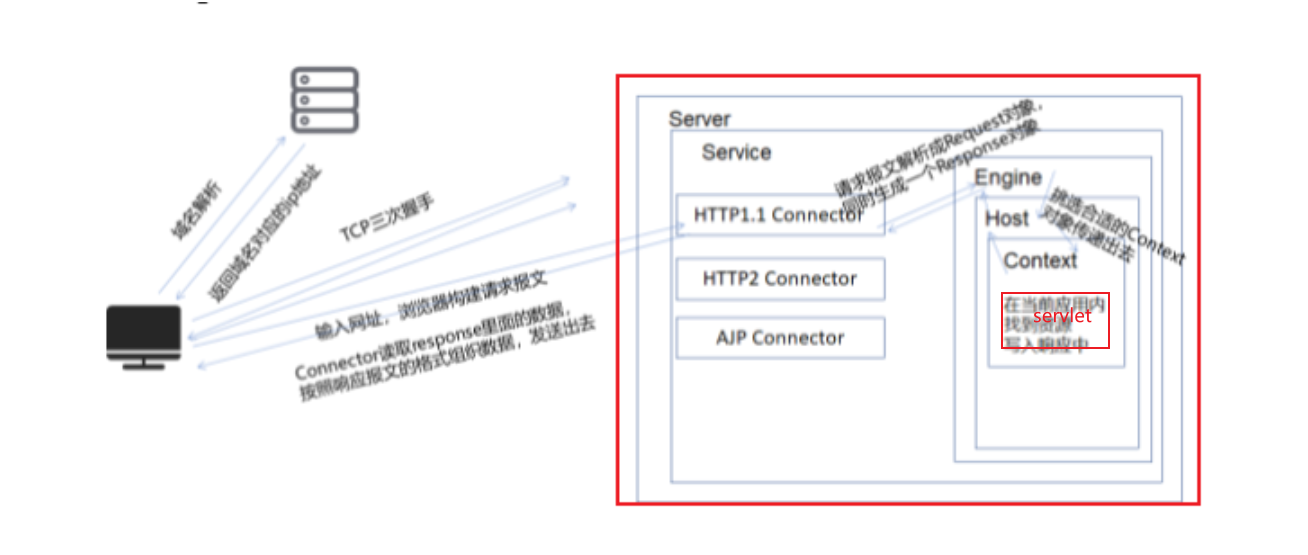 域名解析
返回域名对应的ip地址
TCP三次握手
输入网址，浏览器构建请求报文
Connector读取response里面的数据，
按照响应报文的格式组织数据，发送出去
Server
Service
HTTP1.1 Connector
HTTP2 Connector
AJP Connector
请求报文解析成Request对象，
同时生成一个Response对象
Engine
Host
挑选合适的Context
对象传递出去
Context
在当前应用内
找到资源
写入响应中
servlet